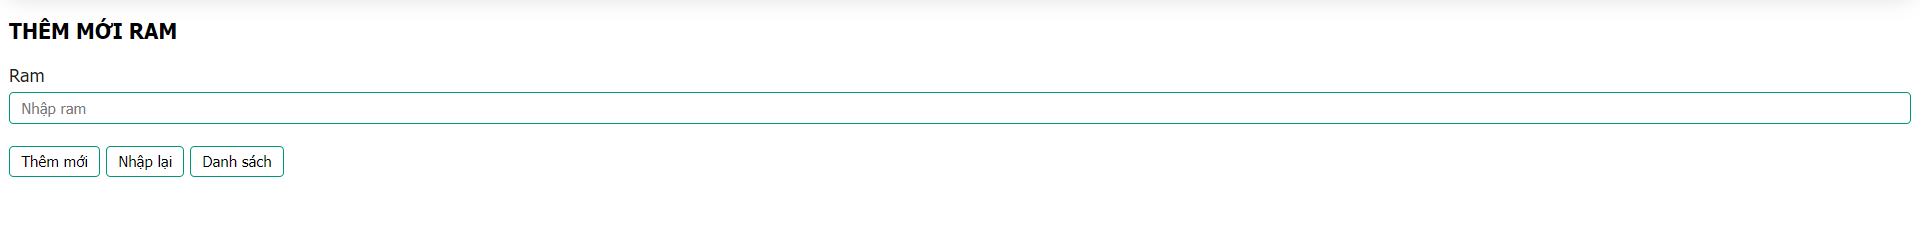 THÊM MỚI RAM
Ram
Nhập ram
Thêm mới Nhập lại Danh sách